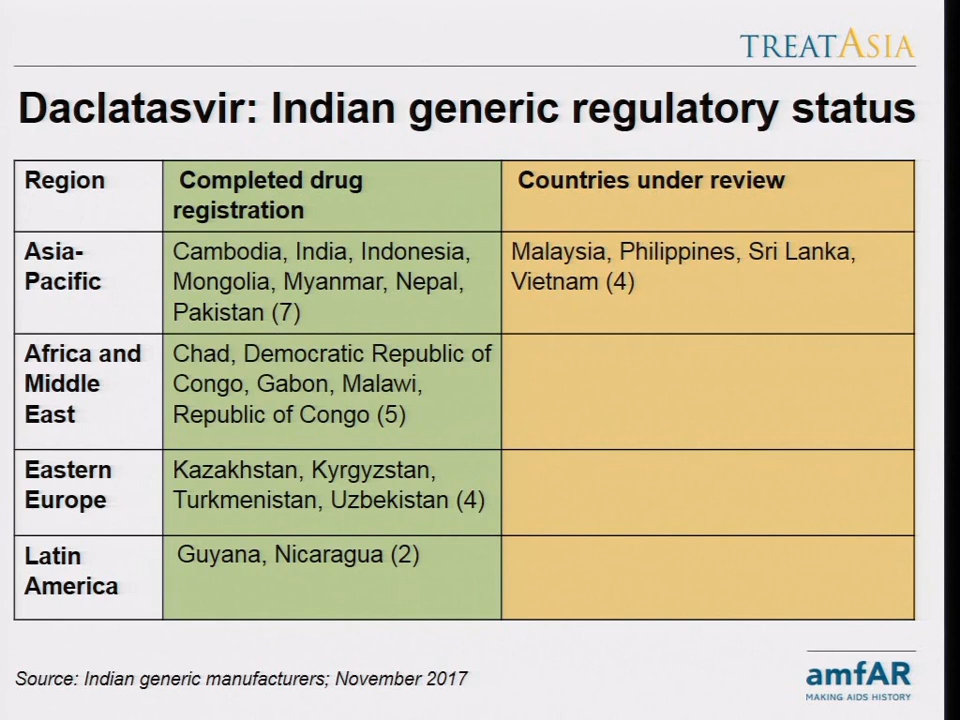 TREATASIA
Daclatasvir: Indian generic regulatory status
Region
Completed drug
registration
Countries under review
Asia-
Pacific
Cambodia, India, Indonesia,
Mongolia, Myanmar, Nepal,
Pakistan (7)
Malaysia, Philippines, Sri Lanka,
Vietnam (4)
Africa and
Middle
East
Chad, Democratic Republic of
Congo, Gabon, Malawi,
Republic of Congo (5)
Eastern
Europe
Kazakhstan, Kyrgyzstan,
Turkmenistan, Uzbekistan (4)
Latin
America
Guyana, Nicaragua (2)
Source: Indian generic manufacturers; November 2017
amfAR
MAKING AIDS HISTORY